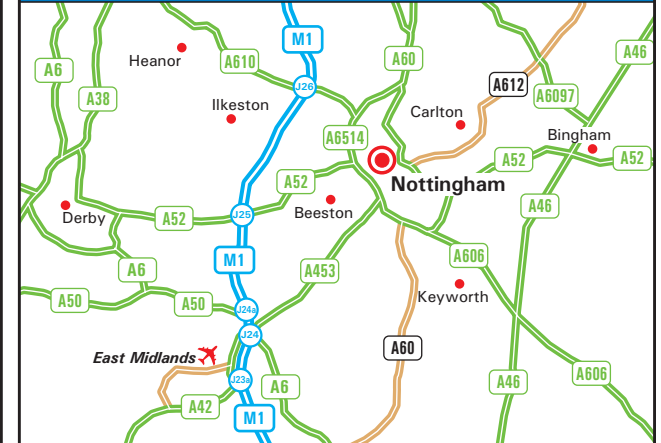 M1
A46
Heanor
A610
A60
A6
J26
A612
A38
A6097
Ilkeston
Carlton
A6514
Bingham
A52
A52
A52
Nottingham
Derby
A52
J25
Beeston
A46
M1
A606
A6
A453
Keyworth
A50
A50
J24a
J24
A60
East Midlands
J23a
A6
A46
A606
A42
M1